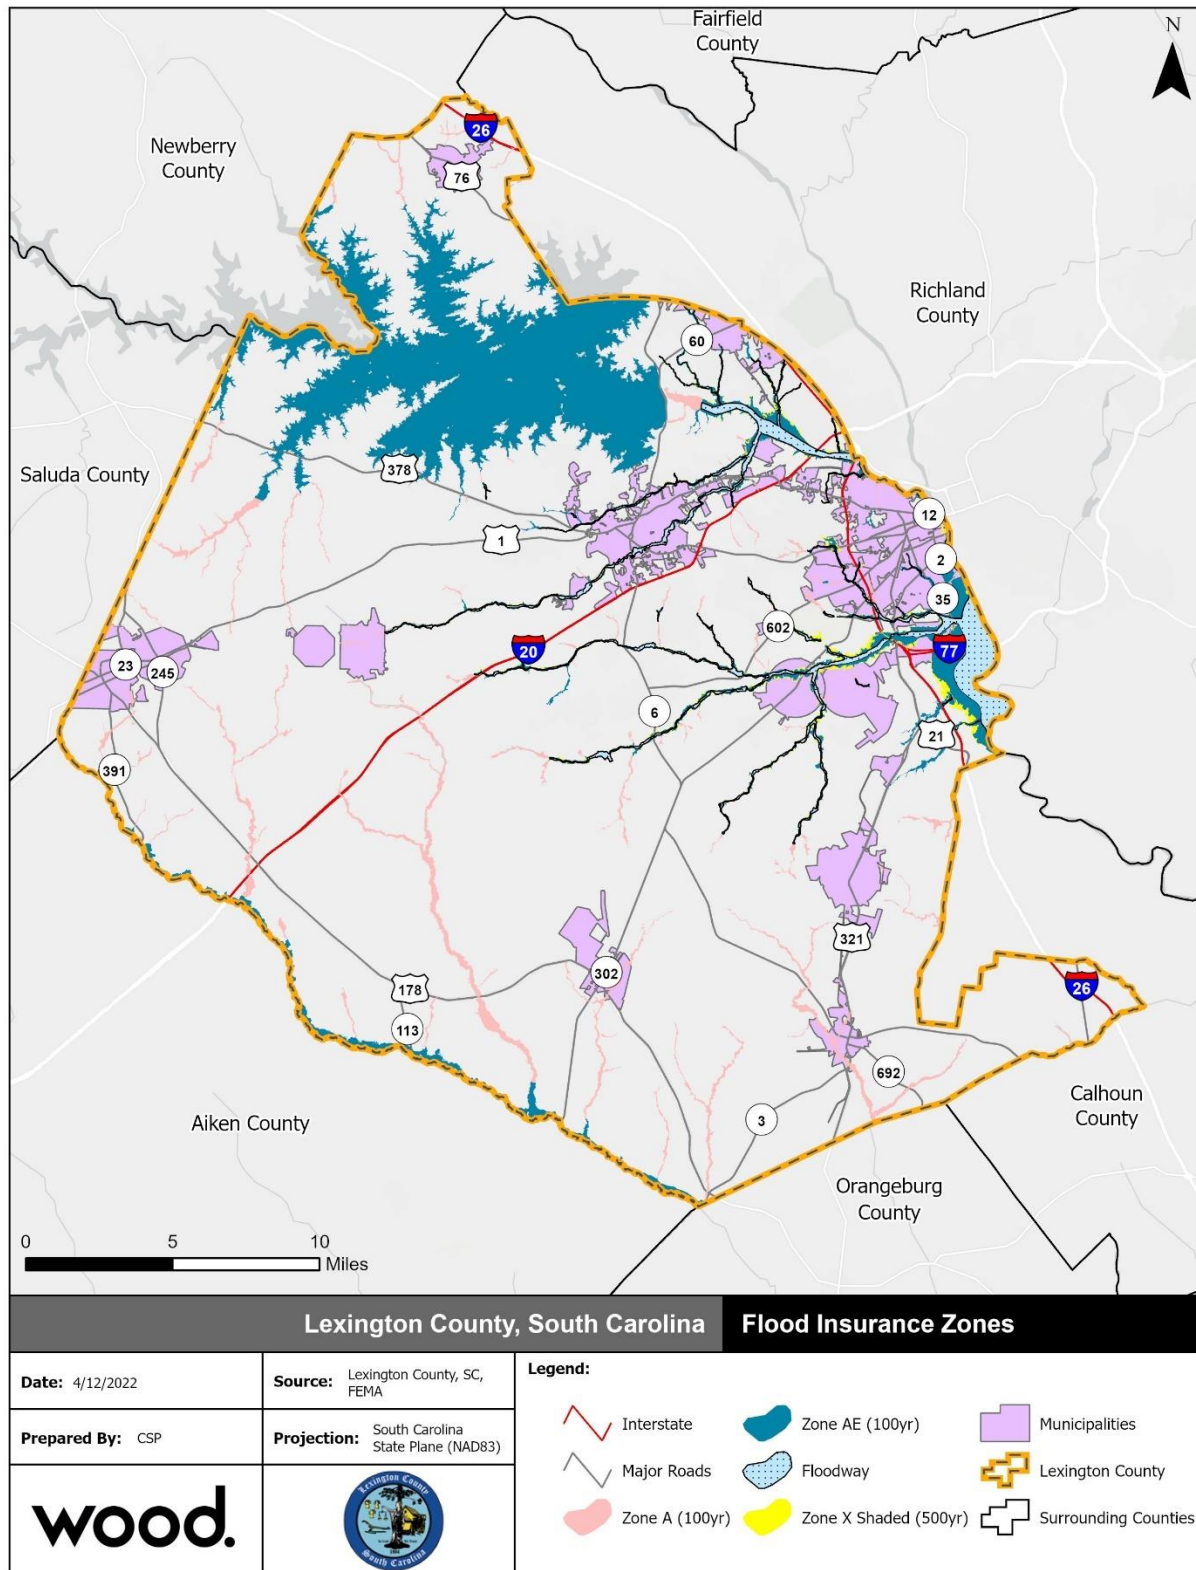 Fairfield
County
N
26
Newberry
County
76
Richland
County
60
Saluda County
378
12
1
2
35
602
20
77
23
245
6
21
391
321
302
178
26
113
692
Calhoun
County
3
Aiken County
Orangeburg
County
0 5 10
Miles
Lexington County, South Carolina Flood Insurance Zones
Date: 4/12/2022
Source: Lexington County, SC,
FEMA
Prepared By: CSP
Projection: South Carolina
State Plane (NAD83)
wood.
Lexington County
South Carolina
Legend:
Interstate
Zone AE (100yr)
Municipalities
Major Roads
Floodway
Lexington County
Zone A (100yr)
Zone X Shaded (500yr)
Surrounding Counties